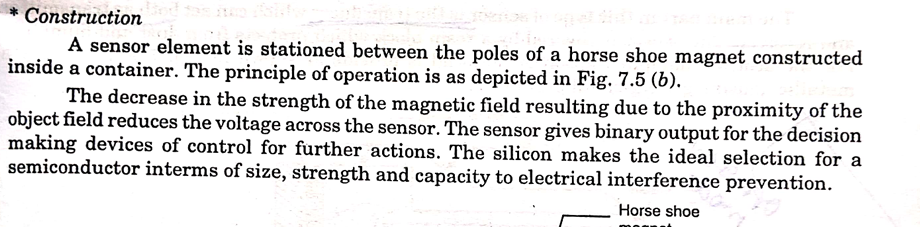 * Construction
A sensor element is stationed between the poles of a horse shoe magnet constructed
inside a container. The principle of operation is as depicted in Fig. 7.5 (b).
The decrease in the strength of the magnetic field resulting due to the proximity of the
object field reduces the voltage across the sensor. The sensor gives binary output for the decision
making devices of control for further actions. The silicon makes the ideal selection for a
semiconductor interms of size, strength and capacity to electrical interference prevention.
Horse shoe